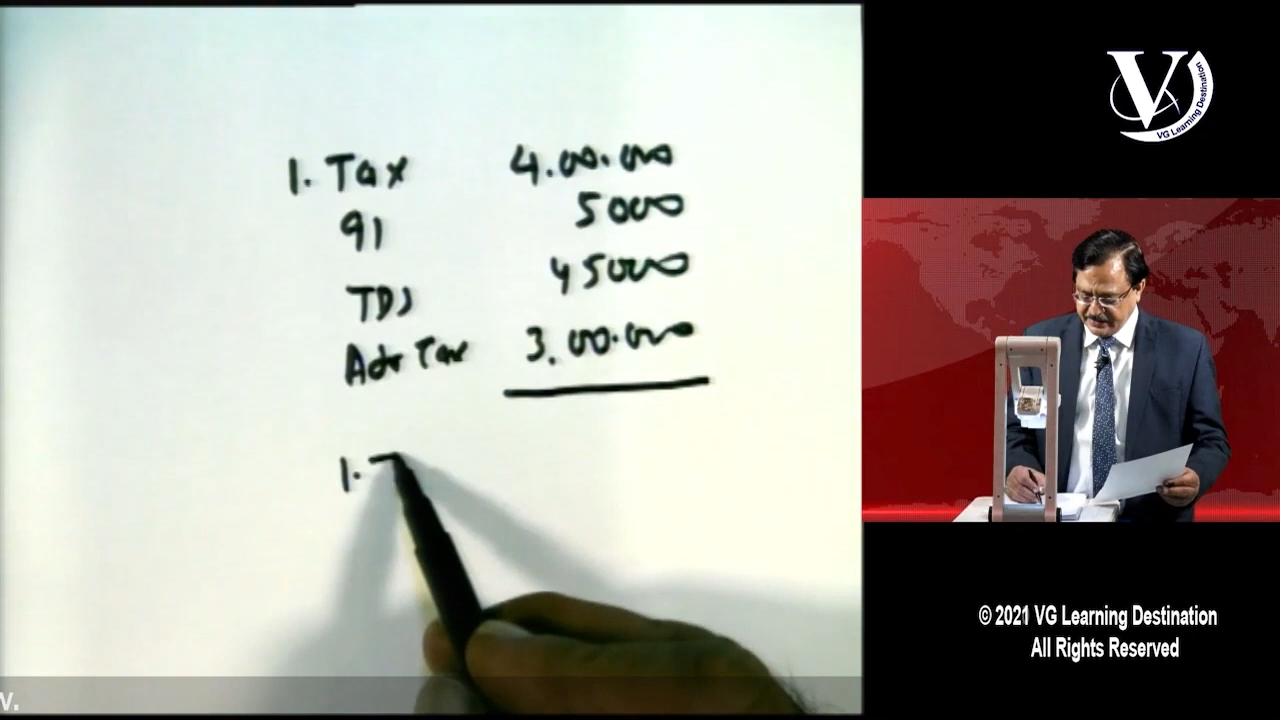 1. Tax 4.00.000
91 5000
TDS 45000
Adv Tax 3.00.000
1. T
V
VG Learning Destination
© 2021 VG Learning Destination
All Rights Reserved
v.